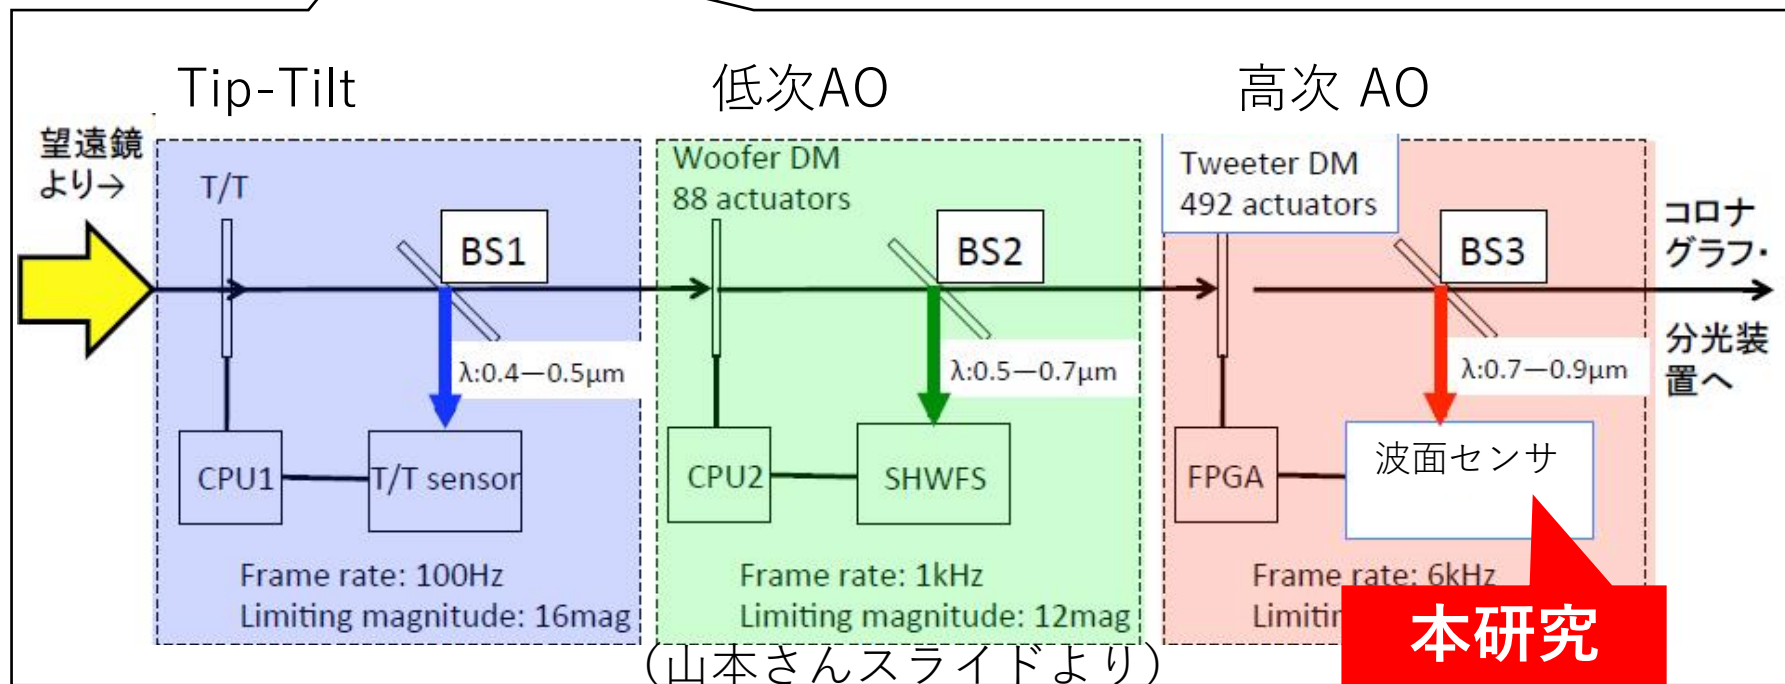 Tip-Tilt
低次AO
高次 AO
望遠鏡
より→
T/T
BS1
λ:0.4—0.5μm
CPU1
T/T sensor
Frame rate: 100Hz
Limiting magnitude: 16mag
Woofer DM
88 actuators
BS2
λ:0.5—0.7μm
CPU2
SHWFS
Frame rate: 1kHz
Limiting magnitude: 12mag
Tweeter DM
492 actuators
BS3
λ:0.7—0.9μm
FPGA
波面センサ
Frame rate: 6kHz
本研究
コロナ
グラフ・
分光装
置へ
(山本さんスライドより)